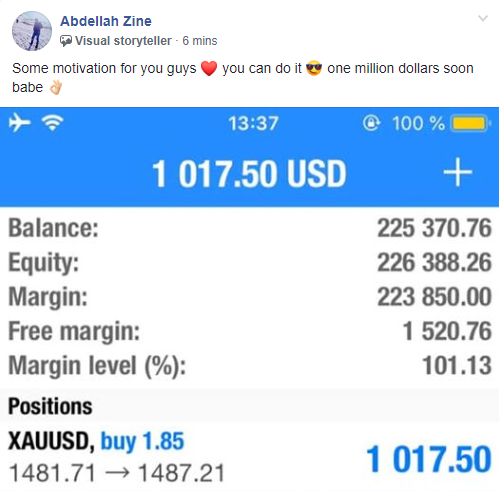 Abdellah Zine
Visual storyteller · 6 mins
Some motivation for you guys ❤️ you can do it 😎 one million dollars soon
babe 👌🏻
13:37
100 %
1 017.50 USD
+
Balance: 225 370.76
Equity: 226 388.26
Margin: 223 850.00
Free margin: 1 520.76
Margin level (%): 101.13
Positions
XAUUSD, buy 1.85
1481.71 → 1487.21
1 017.50